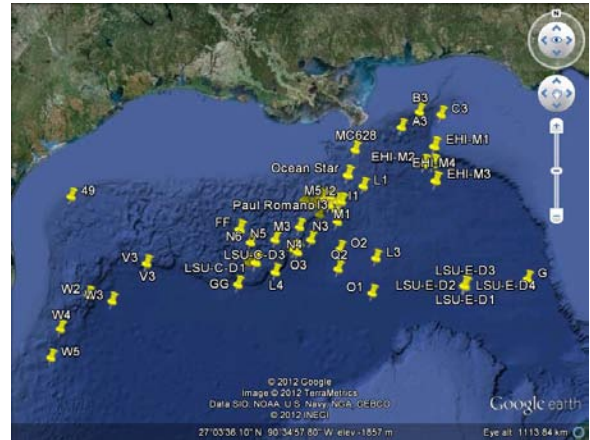 N
B3
C3
A3
MC628
EHI-M1
EHI-M2
EHI-M4
Ocean Star
EHI-M3
L1
49
M5
I2
I1
Paul Romano
I3
M1
FF
M3
N3
N6
N5
N4
O2
L3
V3
LSU-C-D3
V3
LSU-C-D1
O3
Q2
LSU-E-D3
G
W2
W3
GG
L4
O1
LSU-E-D2
LSU-E-D4
LSU-E-D1
W4
W5
© 2012 Google
Image © 2012 TerraMetrics
Data SIO, NOAA, U.S. Navy, NGA, GEBCO
© 2012 INEGI
Google earth
27°03'36.10" N 90°34'57.80" W elev -1857 m
Eye alt 1113.84 km